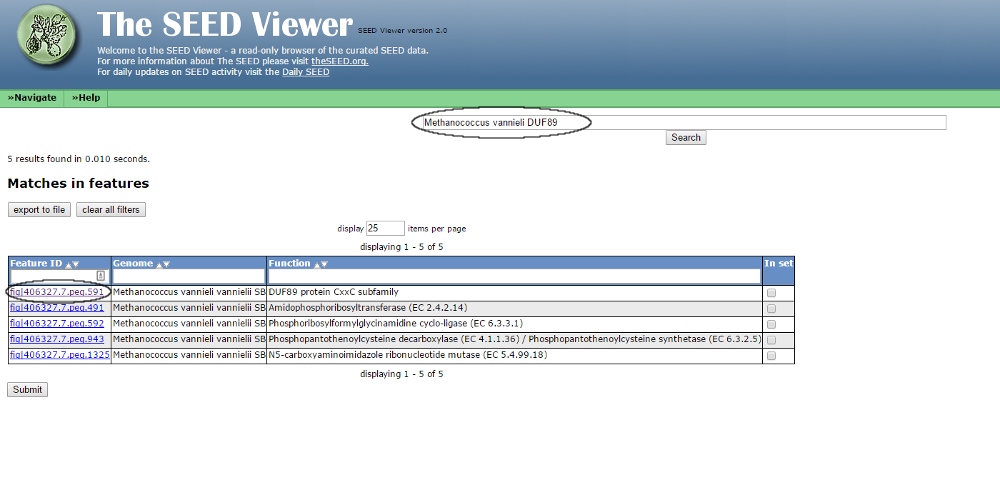 The SEED Viewer SEED Viewer version 2.0
Welcome to the SEED Viewer - a read-only browser of the curated SEED data.
For more information about The SEED please visit theSEED.org.
For daily updates on SEED activity visit the Daily SEED
»Navigate »Help
Methanococcus vannieli DUF89
Search
5 results found in 0.010 seconds.
Matches in features
export to file clear all filters
display 25 items per page
displaying 1 - 5 of 5
Feature ID Genome Function In set
fig|406327.7.peg.591 Methanococcus vannieli vannielii SB DUF89 protein CxxC subfamily
fig|406327.7.peg.491 Methanococcus vannieli vannielii SB Amidophosphoribosyltransferase (EC 2.4.2.14)
fig|406327.7.peg.592 Methanococcus vannieli vannielii SB Phosphoribosylformylglycinamidine cyclo-ligase (EC 6.3.3.1)
fig|406327.7.peg.943 Methanococcus vannieli vannielii SB Phosphopantothenoylcysteine decarboxylase (EC 4.1.1.36) / Phosphopantothenoylcysteine synthetase (EC 6.3.2.5)
fig|406327.7.peg.1325 Methanococcus vannieli vannielii SB N5-carboxyaminoimidazole ribonucleotide mutase (EC 5.4.99.18)
displaying 1 - 5 of 5
Submit